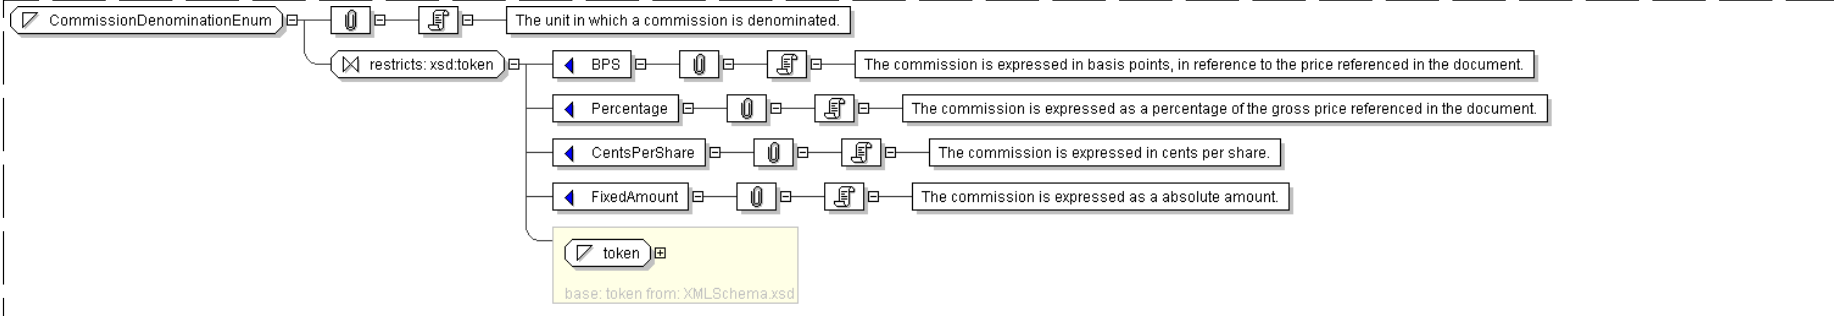 CommissionDenominationEnum The unit in which a commission is denominated.
restricts: xsd:token BPS The commission is expressed in basis points, in reference to the price referenced in the document.
Percentage The commission is expressed as a percentage of the gross price referenced in the document.
CentsPerShare The commission is expressed in cents per share.
FixedAmount The commission is expressed as a absolute amount.
token
base: token from: XMLSchema.xsd